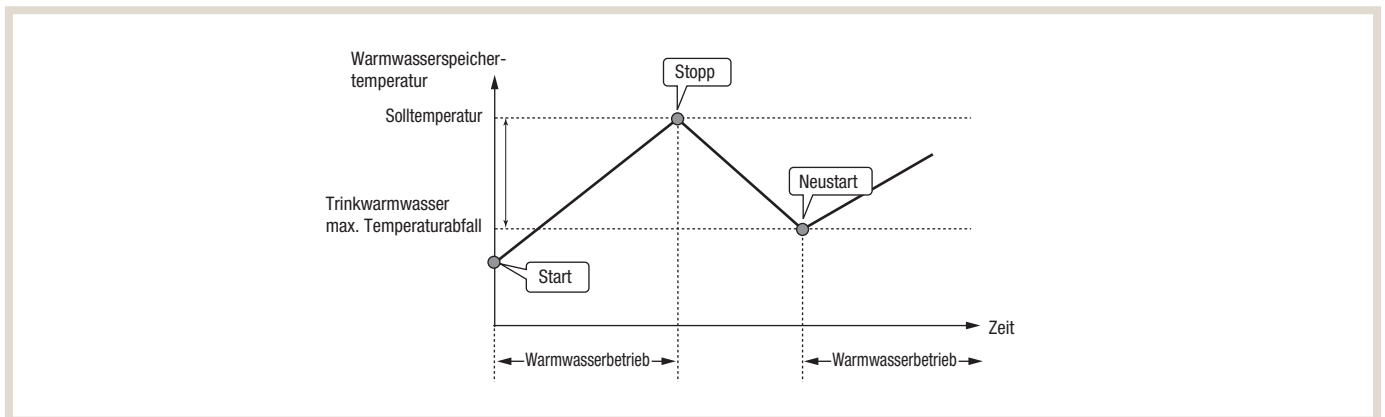 Warmwasserspeicher-
temperatur
Stopp
Solltemperatur
Neustart
Trinkwarmwasser
max. Temperaturabfall
Start
Zeit
Warmwasserbetrieb
Warmwasserbetrieb